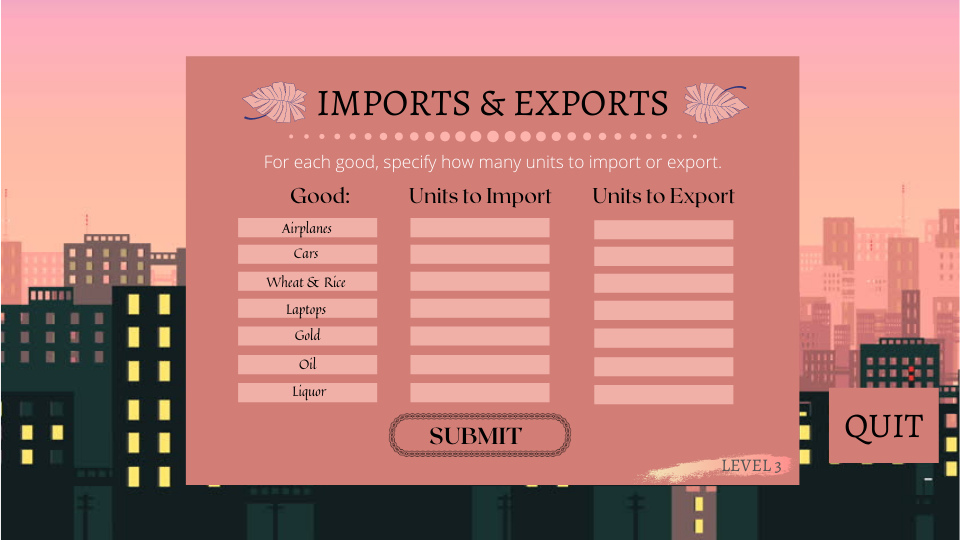 IMPORTS & EXPORTS
For each good, specify how many units to import or export.
Good: Units to Import Units to Export
Airplanes
Cars
Wheat & Rice
Laptops
Gold
Oil
Liquor
SUBMIT
QUIT
LEVEL 3